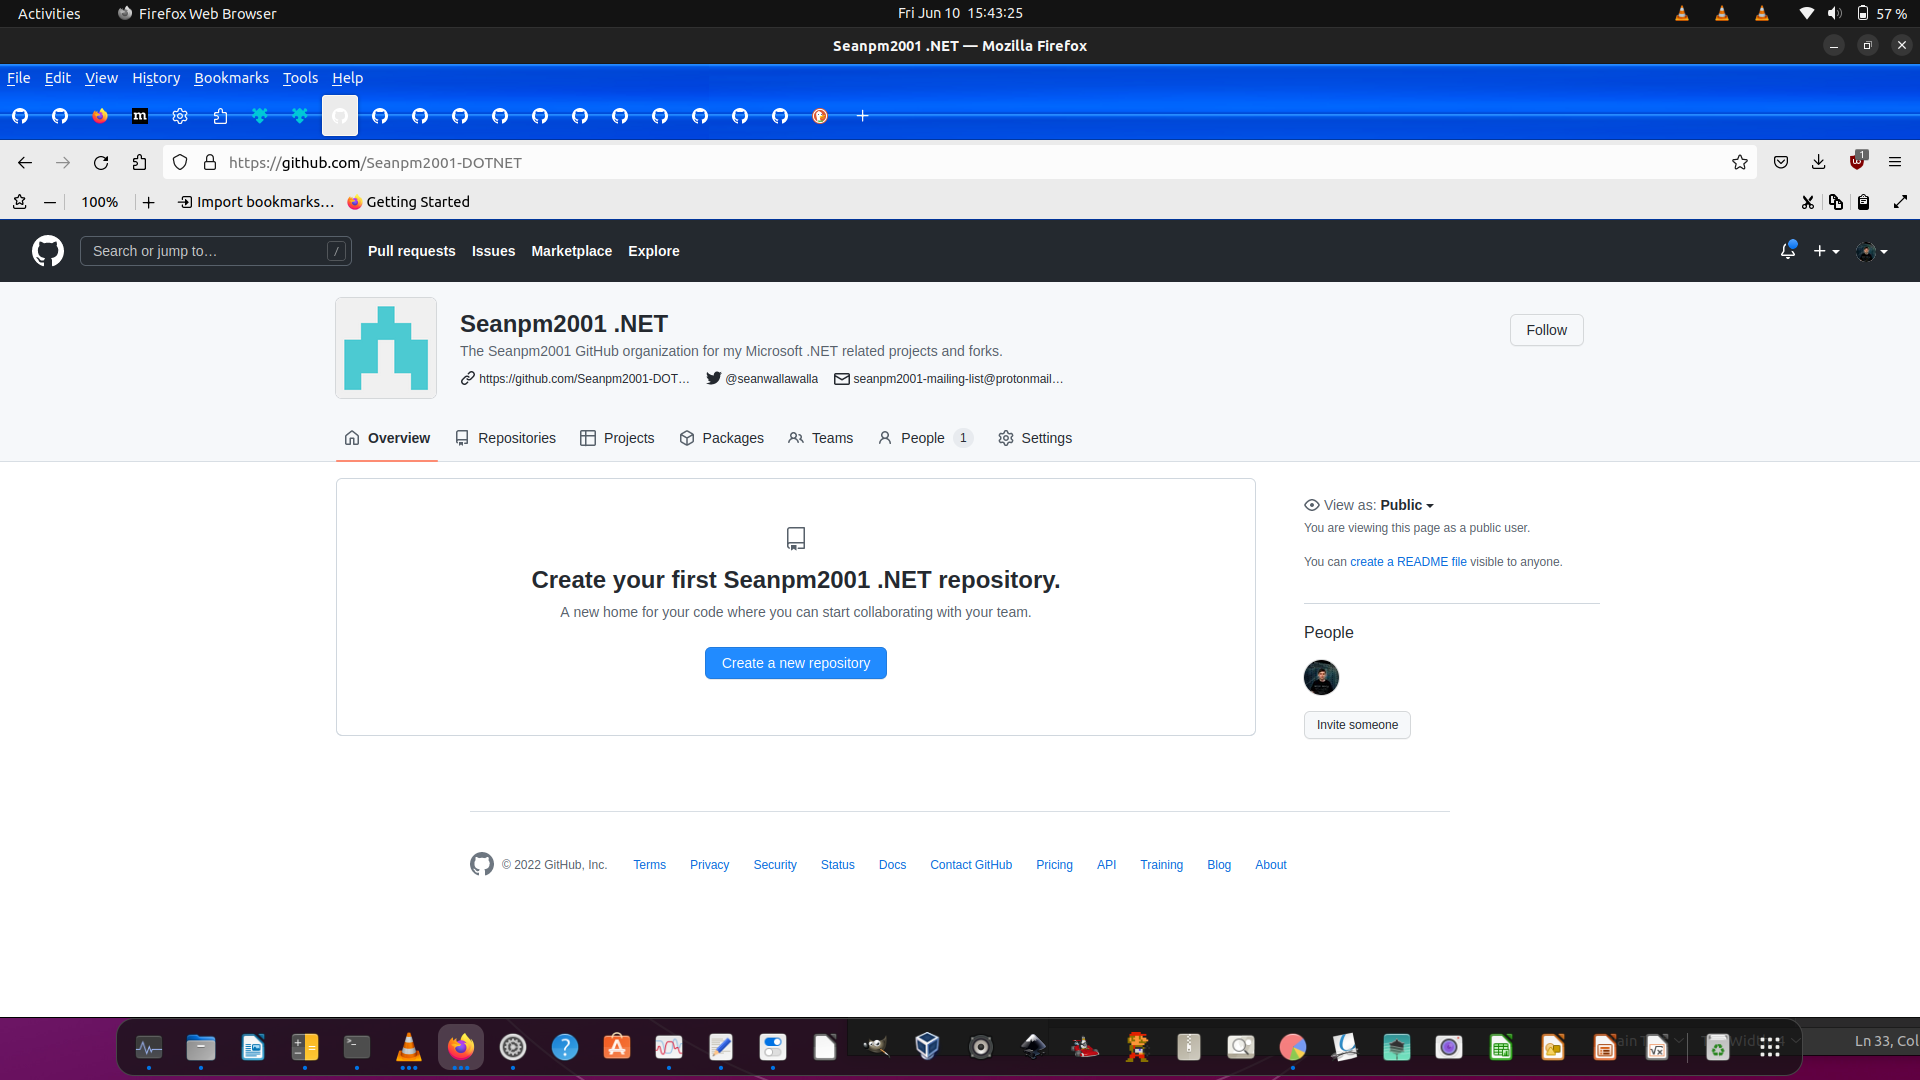 Activities Firefox Web Browser Fri Jun 10 15:43:25 57 %
Seanpm2001 .NET — Mozilla Firefox
File Edit View History Bookmarks Tools Help
https://github.com/Seanpm2001-DOTNET 1
100% Import bookmarks... Getting Started
Search or jump to... / Pull requests Issues Marketplace Explore
Seanpm2001 .NET
Follow
The Seanpm2001 GitHub organization for my Microsoft .NET related projects and forks.
https://github.com/Seanpm2001-DOT... @seanwallawalla seanpm2001-mailing-list@protonmail...
Overview Repositories Projects Packages Teams People 1 Settings
View as: Public
You are viewing this page as a public user.
You can create a README file visible to anyone.
Create your first Seanpm2001 .NET repository.
A new home for your code where you can start collaborating with your team.
Create a new repository
People
Invite someone
© 2022 GitHub, Inc. Terms Privacy Security Status Docs Contact GitHub Pricing API Training Blog About
Ln 33, Col